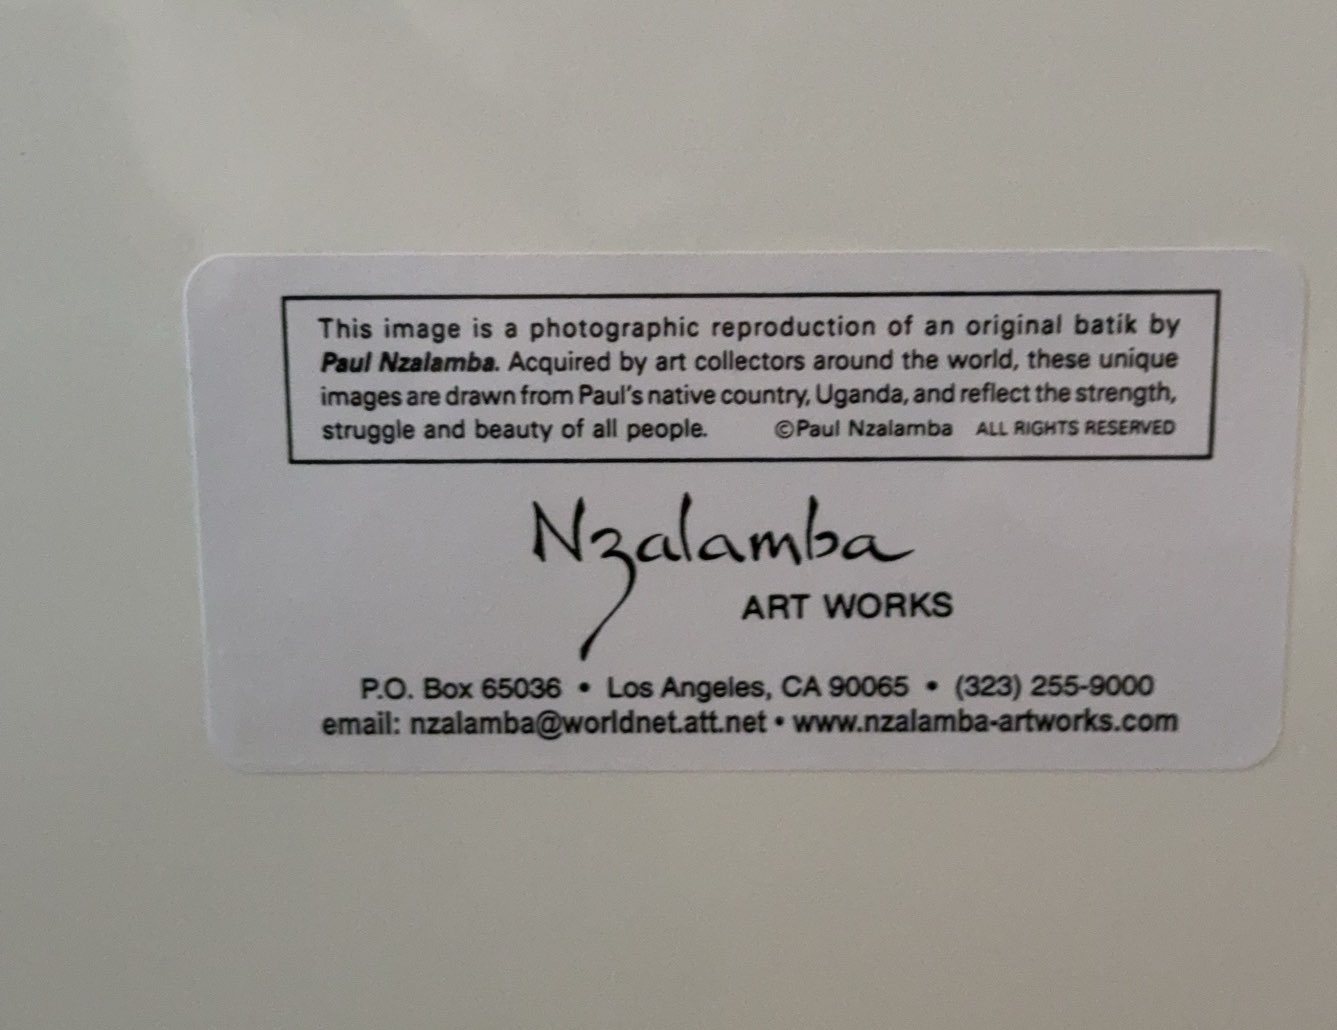 This image is a photographic reproduction of an original batik by
Paul Nzalamba. Acquired by art collectors around the world, these unique
images are drawn from Paul's native country, Uganda, and reflect the strength,
struggle and beauty of all people. ©Paul Nzalamba ALL RIGHTS RESERVED
Nzalamba
ART WORKS
P.O. Box 65036 • Los Angeles, CA 90065 • (323) 255-9000
email: nzalamba@worldnet.att.net • www.nzalamba-artworks.com